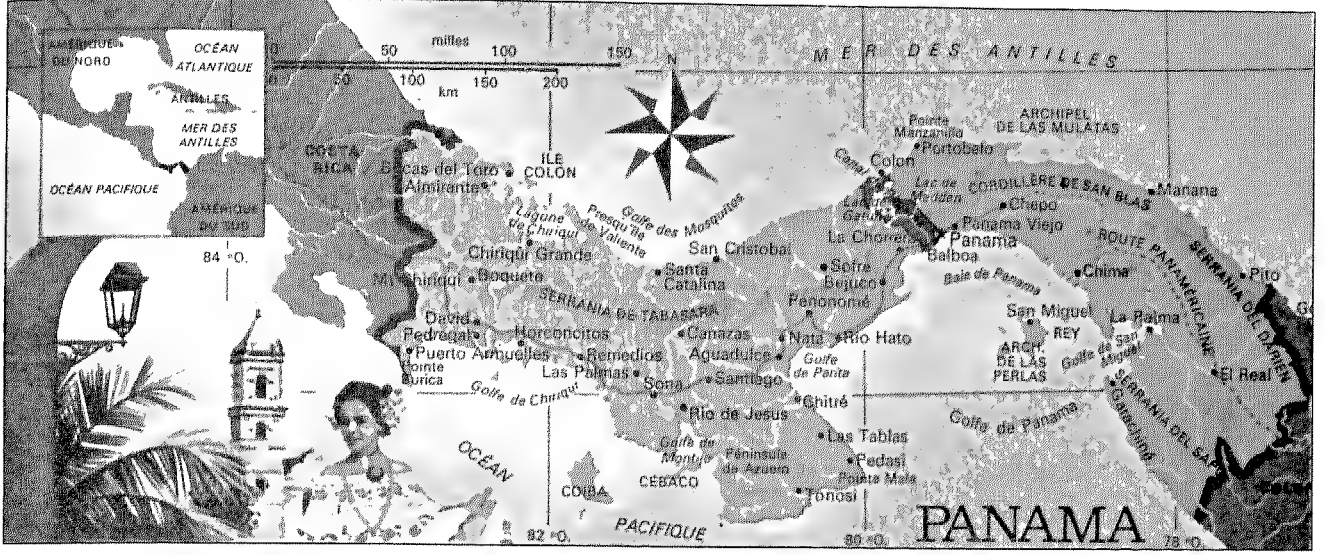 AMÉRIQUE
DU NORD
OCÉAN
ATLANTIQUE
ANTILLES
MER DES
ANTILLES
OCÉAN PACIFIQUE
AMÉRIQUE
DU SUD
84 °O.
0 50 milles 100 150
50 100 150 200
km
N
MER DES ANTILLES
COSTA
RICA
Bocas del Toro
Almirante
ILE
COLÓN
Lagune
de Chiriqui
Presqu'île
de Valiente
Golfe des Mosquitos
Chiriqui Grande
San Cristobal
Boquete
Santa
Catalina
SERRANIA DE TABASARA
David
Pedregal
Horconcitos
Puerto Armuelles
Pointe
Burica
Remedios
Las Palmas
Canazas
Aguadulce
Sona
Santiego
Golfe de Chiriqui
Rio de Jesus
Golfe de
Montijo
Péninsule
de Azuero
CÉBACO
COIBA
OCÉAN
PACIFIQUE
82 °O.
Pointe
Manzanillo
Portobelo
ARCHIPEL
DE LAS MULATAS
Canal
Colon
Lac de
Madden
Lac de
Gatun
CORDILLÈRE DE SAN BLAS
Manana
Chepo
Panama Viejo
La Chorrera
Panama
Balboa
ROUTE PANAMÉRICAINE
Sofre
Bejuco
Penonomé
Baie de Panama
Chima
SERRANIA DEL DARIEN
Pito
San Miguel
REY
La Palma
Nata
Rio Hato
Golfe
de Parita
ARCH.
DE LAS
PERLAS
Golfe de San
Miguel
El Real
Chitré
Golfe de Panama
Garachiné
SERRANIA DEL SAPI
Las Tablas
Pedasi
Pointe Mala
Tonosi
PANAMA
80 °O.
78 °O.